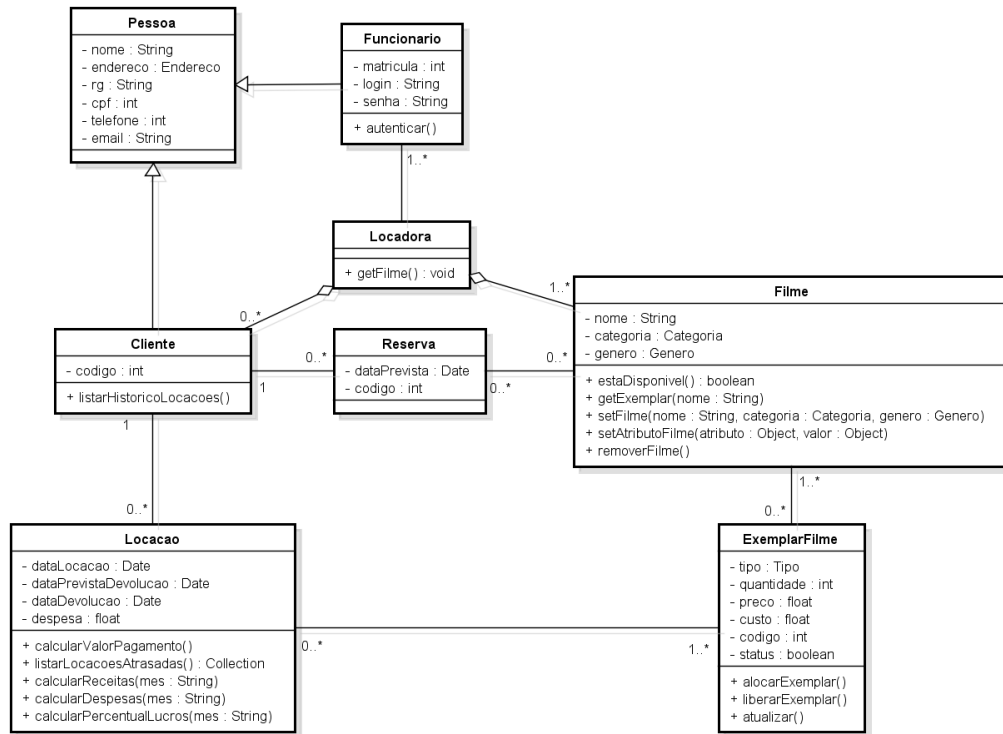 Pessoa
- nome : String
- endereco : Endereco
- rg : String
- cpf : int
- telefone : int
- email : String
Funcionario
- matricula : int
- login : String
- senha : String
+ autenticar()
1..*
Locadora
+ getFilme() : void
0..*
1..*
Filme
- nome : String
- categoria : Categoria
- genero : Genero
+ estaDisponivel() : boolean
+ getExemplar(nome : String)
+ setFilme(nome : String, categoria : Categoria, genero : Genero)
+ setAtributoFilme(atributo : Object, valor : Object)
+ removerFilme()
Cliente
- codigo : int
+ listarHistoricoLocacoes()
0..*
1
Reserva
- dataPrevista : Date
- codigo : int
0..*
0..*
1
0..*
1..*
0..*
Locacao
- dataLocacao : Date
- dataPrevistaDevolucao : Date
- dataDevolucao : Date
- despesa : float
+ calcularValorPagamento()
+ listarLocacoesAtrasadas() : Collection
+ calcularReceitas(mes : String)
+ calcularDespesas(mes : String)
+ calcularPercentualLucros(mes : String)
0..*
1..*
ExemplarFilme
- tipo : Tipo
- quantidade : int
- preco : float
- custo : float
- codigo : int
- status : boolean
+ alocarExemplar()
+ liberarExemplar()
+ atualizar()